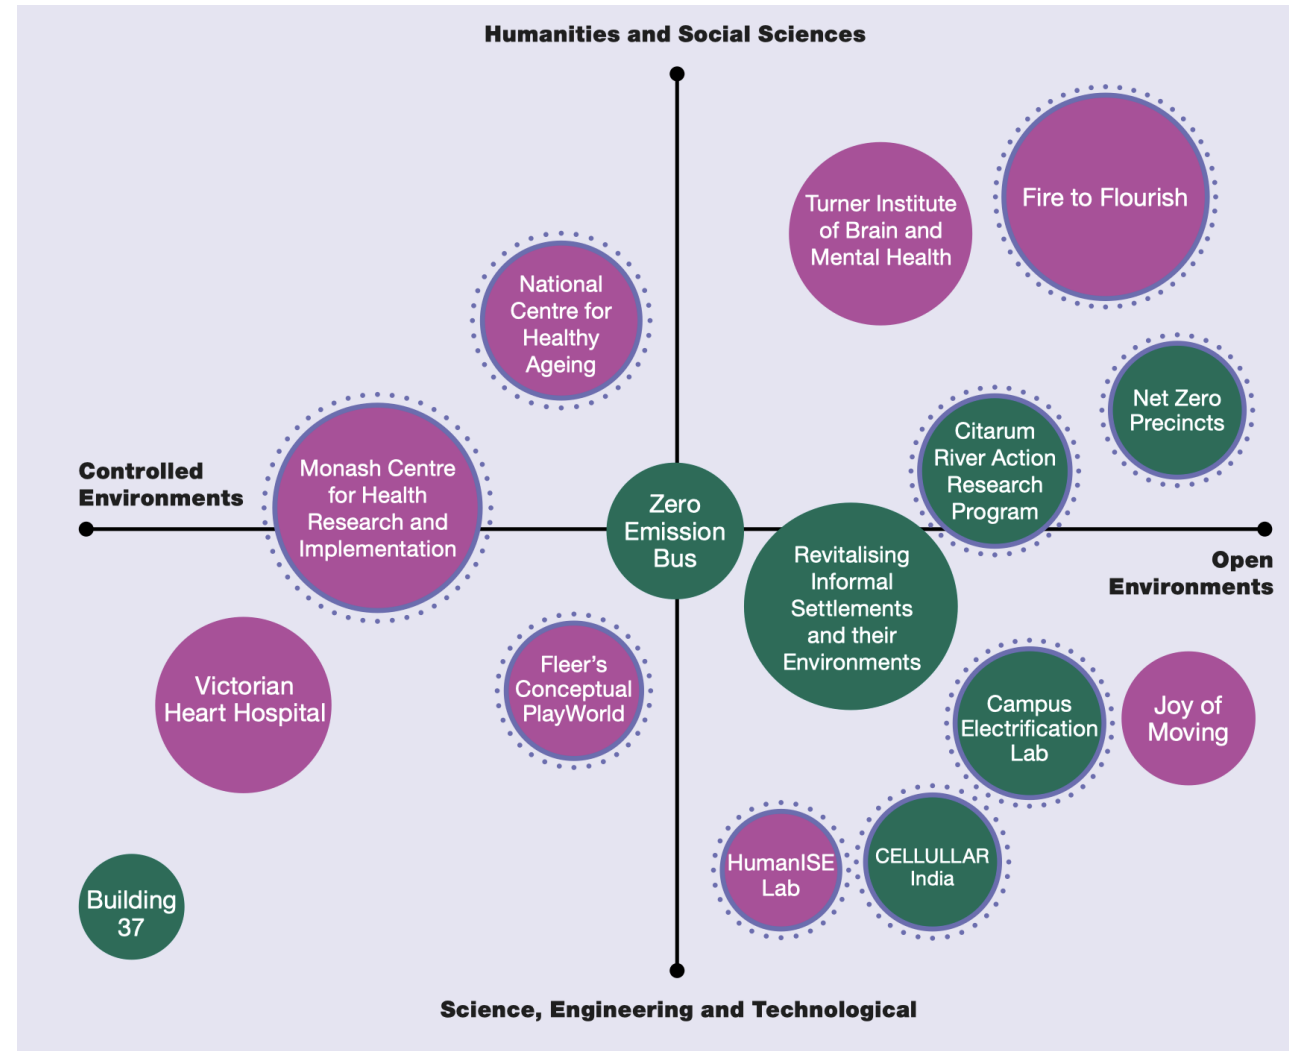 Humanities and Social Sciences
Turner Institute
of Brain and
Mental Health
Fire to Flourish
National
Centre for
Healthy
Ageing
Net Zero
Precincts
Citarum
River Action
Research
Program
Controlled
Environments
Monash Centre
for Health
Research and
Implementation
Zero
Emission
Bus
Revitalising
Informal
Settlements
and their
Environments
Open
Environments
Victorian
Heart Hospital
Fleer's
Conceptual
PlayWorld
Campus
Electrification
Lab
Joy of
Moving
HumanISE
Lab
CELLULLAR
India
Building
37
Science, Engineering and Technological